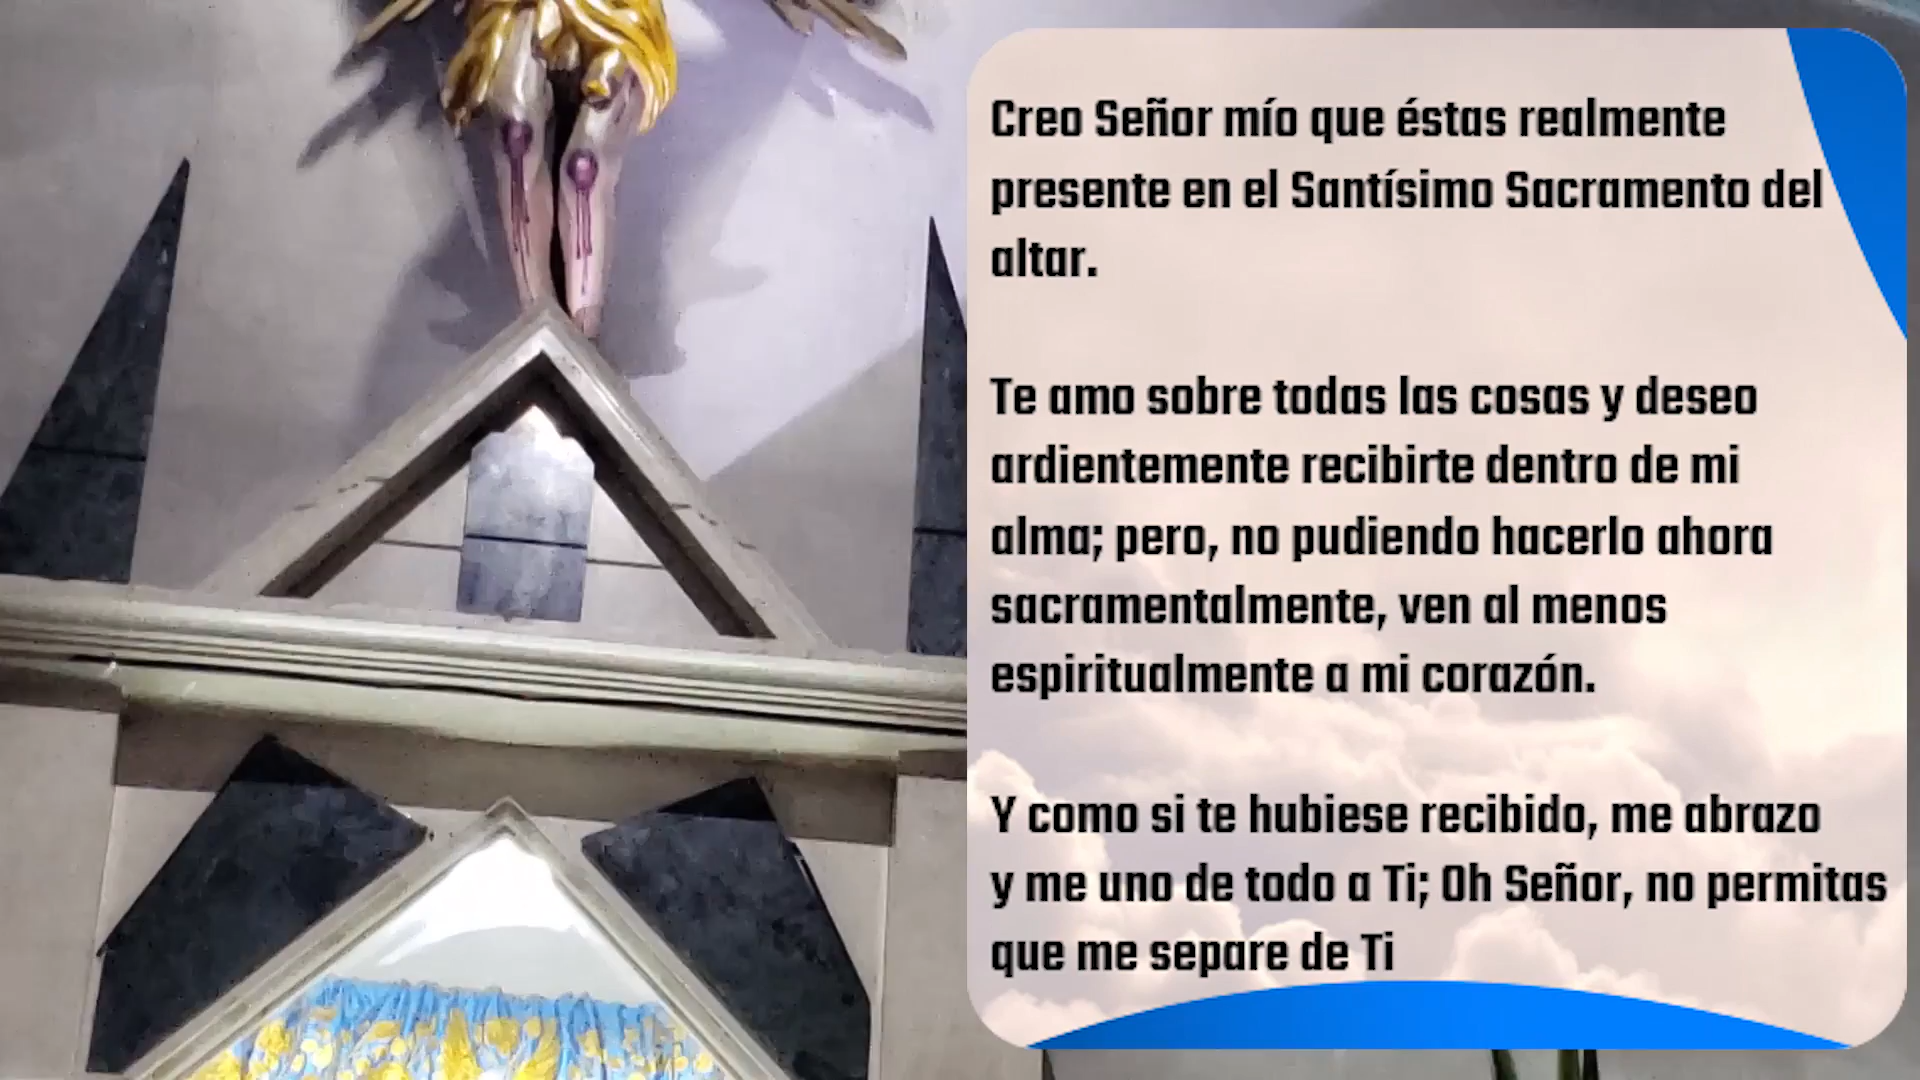 Creo Señor mío que éstas realmente
presente en el Santísimo Sacramento del
altar.
Te amo sobre todas las cosas y deseo
ardientemente recibirte dentro de mi
alma; pero, no pudiendo hacerlo ahora
sacramentalmente, ven al menos
espiritualmente a mi corazón.
Y como si te hubiese recibido, me abrazo
y me uno de todo a Ti; Oh Señor, no permitas
que me separe de Ti